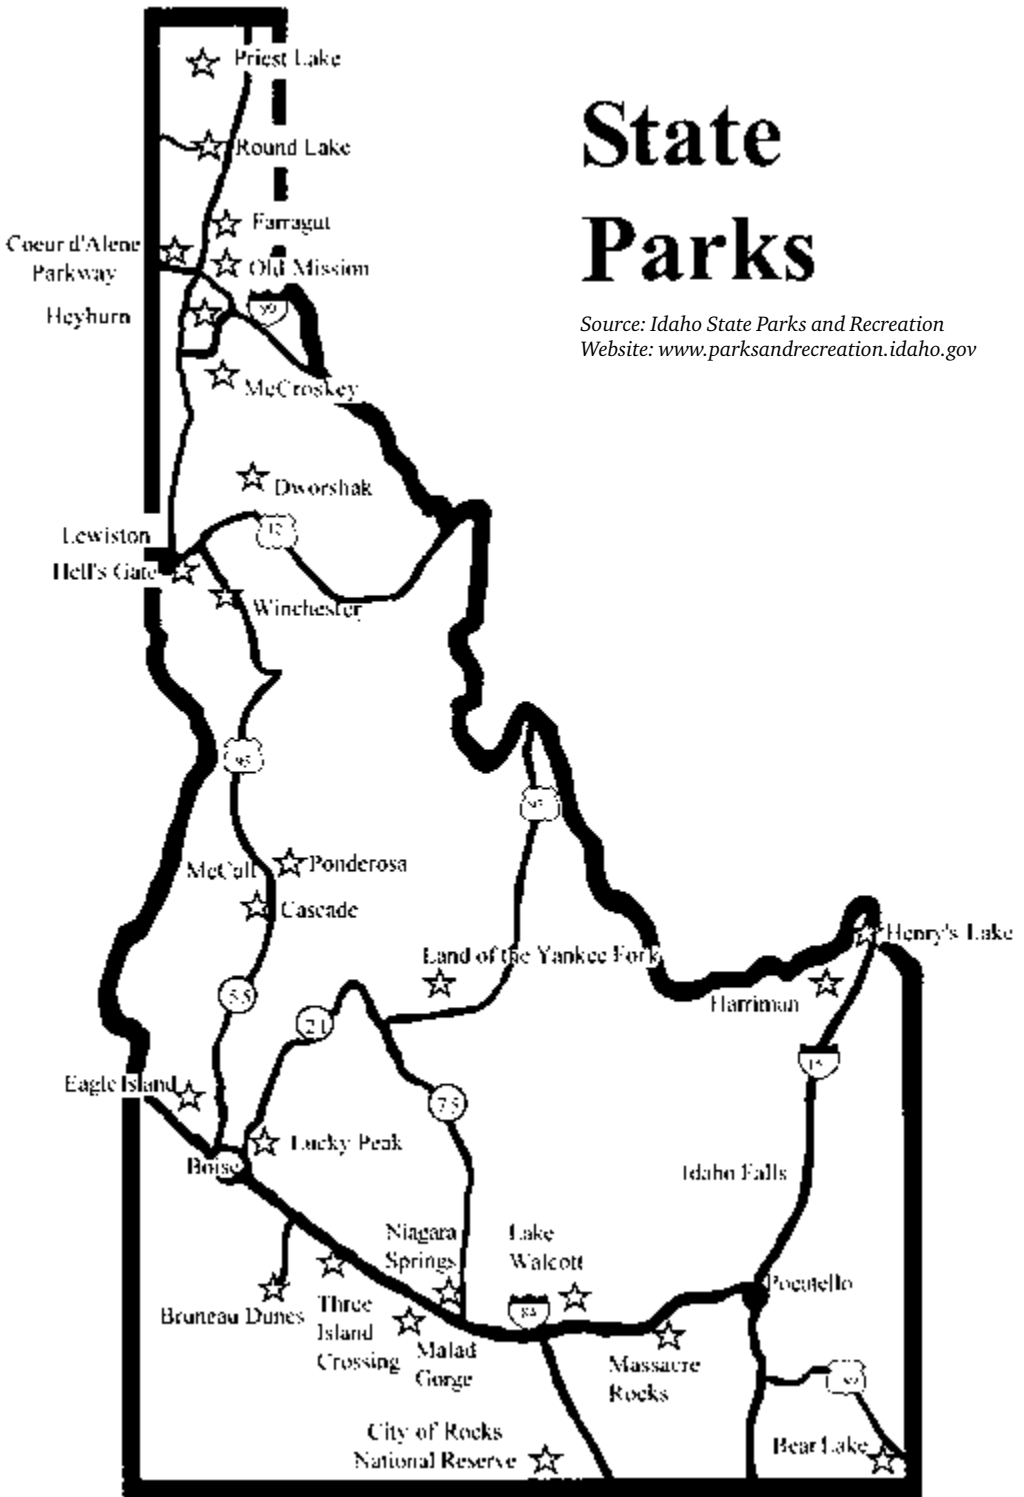 State
Parks
Source: Idaho State Parks and Recreation
Website: www.parksandrecreation.idaho.gov
Priest Lake
Round Lake
Farragut
Coeur d'Alene
Parkway
Old Mission
Heyburn
McCroskey
Dworshak
Lewiston
12
Hell's Gate
Winchester
95
McCall
Ponderosa
Cascade
Henry's Lake
Land of the Yankee Fork
Harriman
55
21
15
Eagle Island
75
Lucky Peak
Boise
Idaho Falls
Niagara
Springs
Lake
Walcott
Pocatello
Bruneau Dunes
Three
Island
Crossing
Malad
Gorge
Massacre
Rocks
City of Rocks
National Reserve
Bear Lake